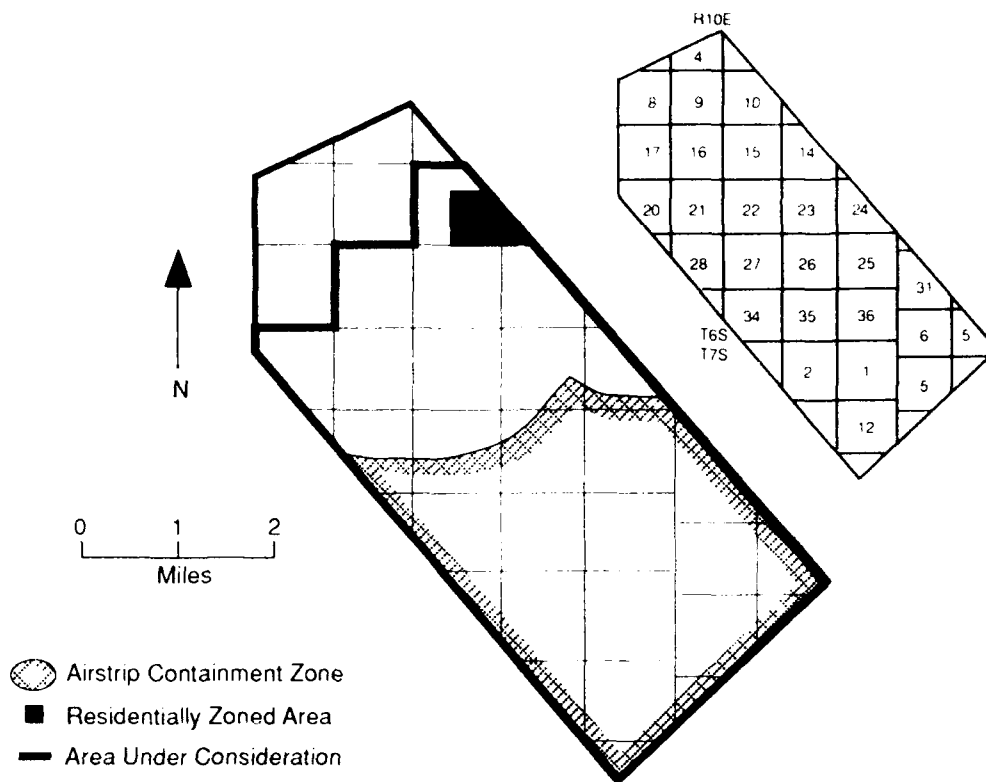 R10E
4
8 9 10
17 16 15 14
20 21 22 23 24
28 27 26 25
31
34 35 36
6 5
T6S
T7S
2 1
5
12
N
0 1 2
Miles
Airstrip Containment Zone
Residentially Zoned Area
Area Under Consideration